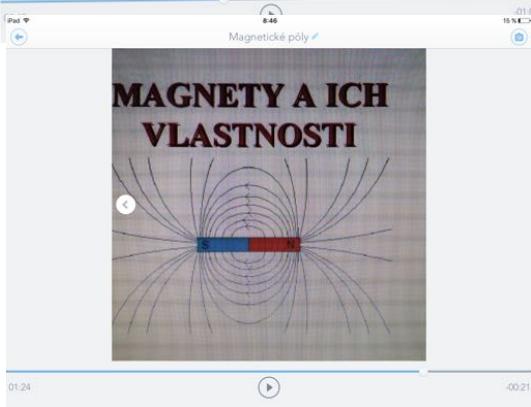 iPad
8:46
15 %
Magnetické póly
MAGNETY A ICH
VLASTNOSTI
S N
01:24
-00:21